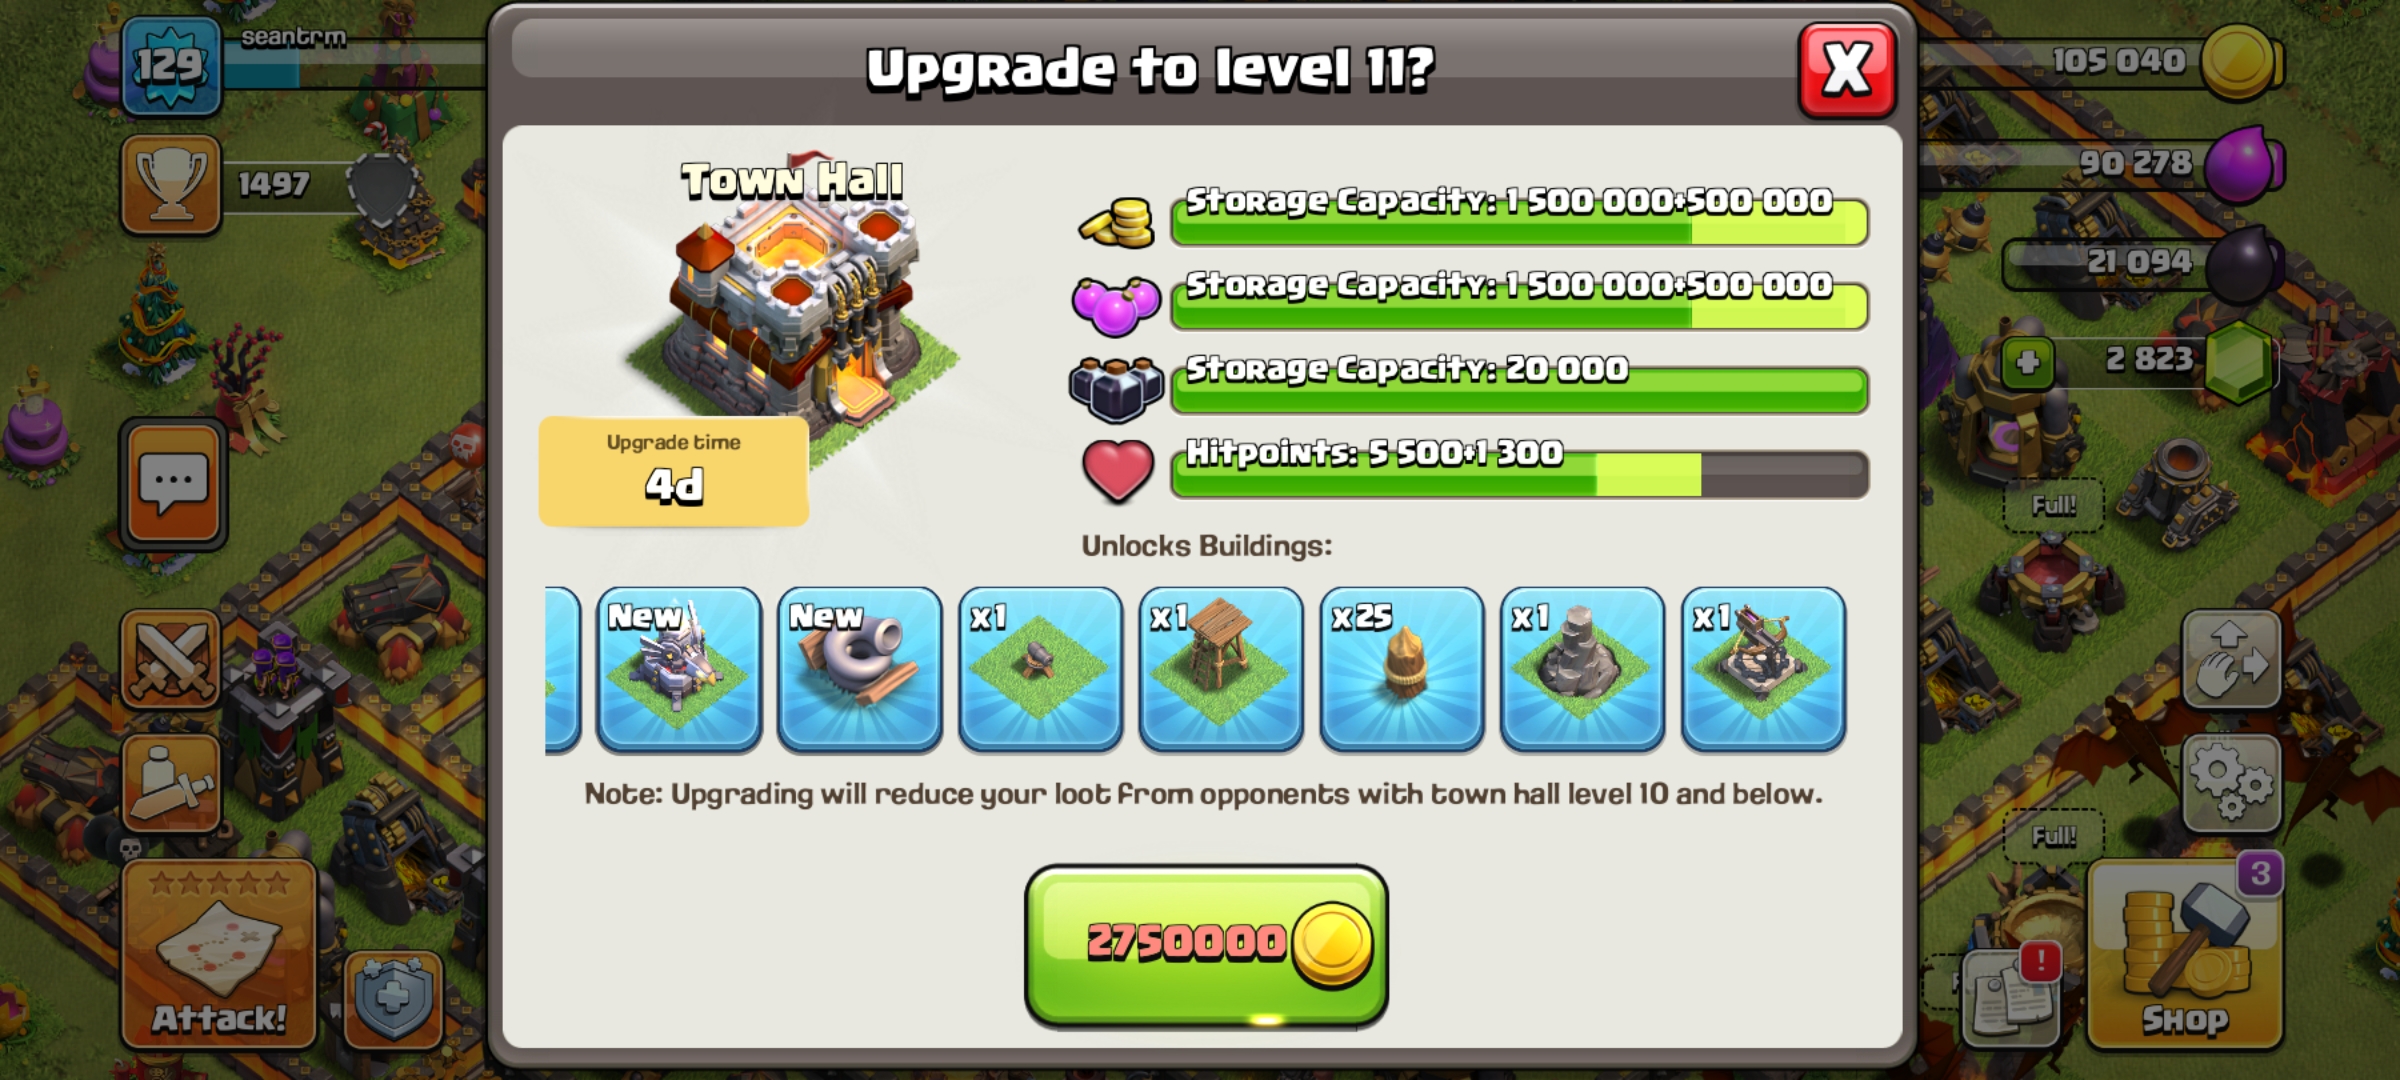 129
seantrm
1497
Upgrade to level 11?
X
105 040
90 278
21 094
2 823
Town Hall
Storage Capacity: 1 500 000+500 000
Storage Capacity: 1 500 000+500 000
Storage Capacity: 20 000
Hitpoints: 5 500+1 300
Upgrade time
4d
Unlocks Buildings:
New
New
x1
x1
x25
x1
x1
Note: Upgrading will reduce your loot from opponents with town hall level 10 and below.
2750000
Full!
Full!
Attack!
3
!
Shop